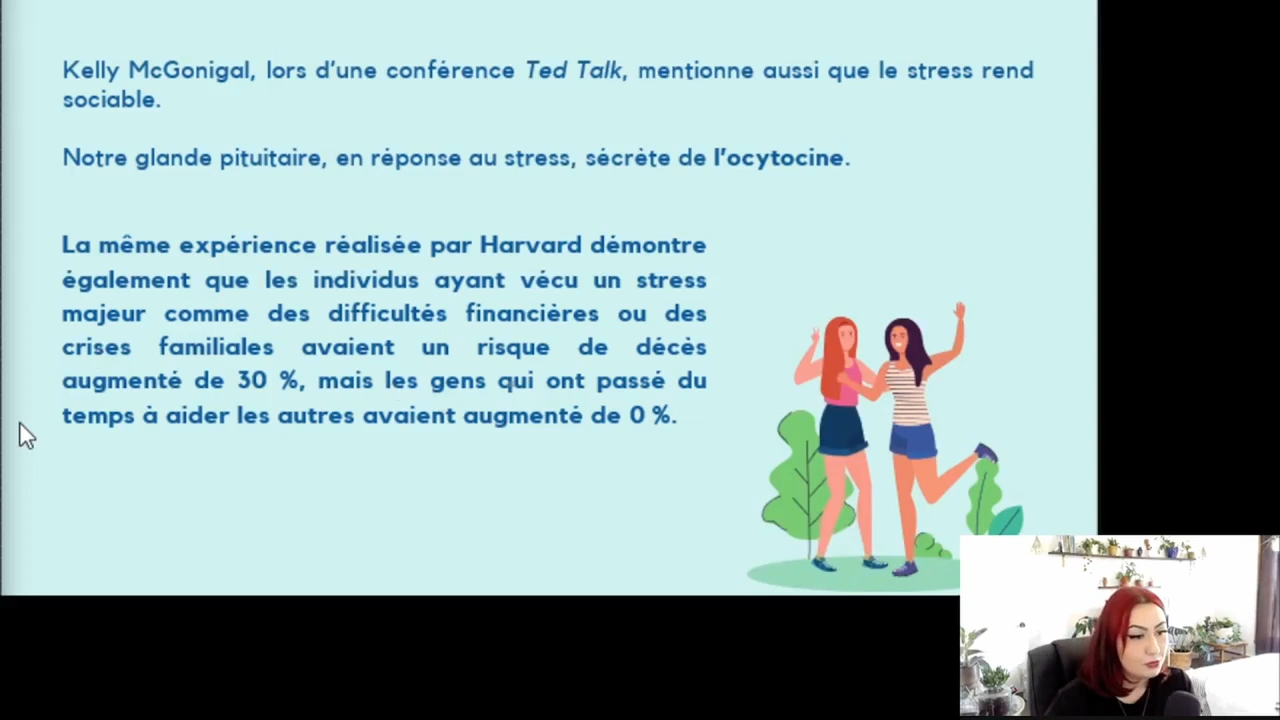 Kelly McGonigal, lors d'une conférence Ted Talk, mentionne aussi que le stress rend
sociable.
Notre glande pituitaire, en réponse au stress, sécrète de l'ocytocine.
La même expérience réalisée par Harvard démontre
également que les individus ayant vécu un stress
majeur comme des difficultés financières ou des
crises familiales avaient un risque de décès
augmenté de 30 %, mais les gens qui ont passé du
temps à aider les autres avaient augmenté de 0 %.